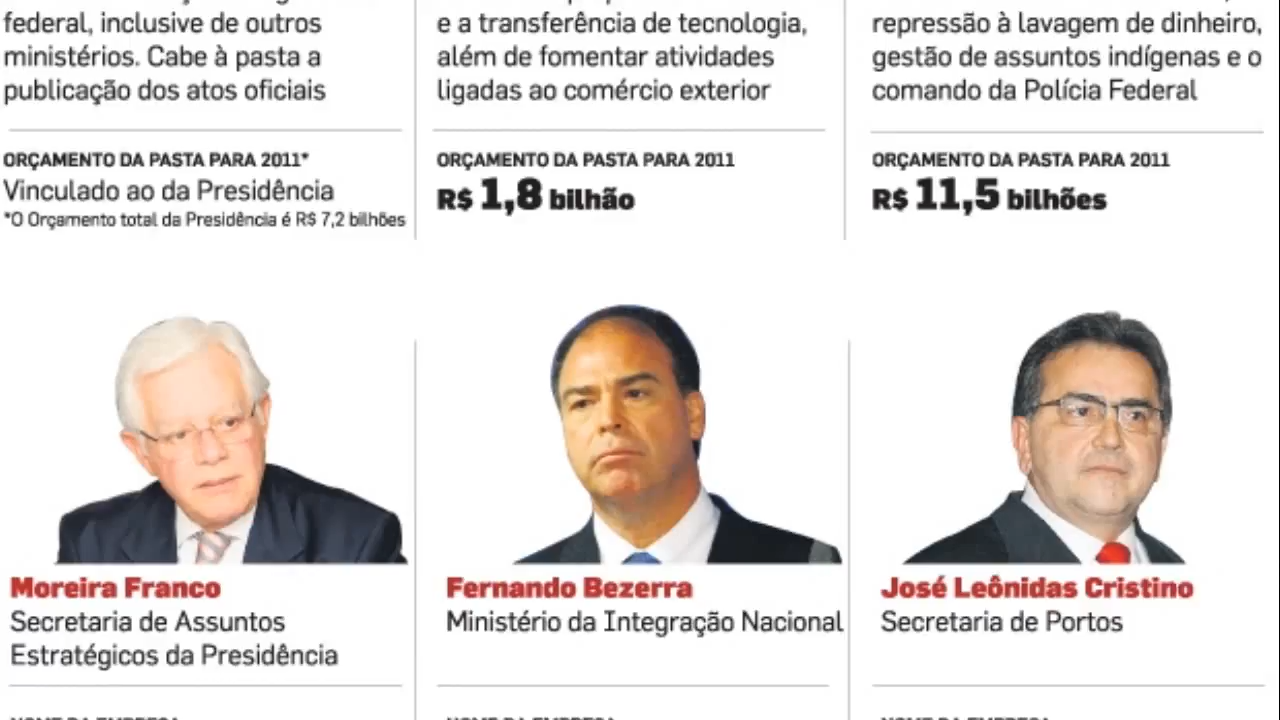 federal, inclusive de outros
ministérios. Cabe à pasta a
publicação dos atos oficiais
ORÇAMENTO DA PASTA PARA 2011*
Vinculado ao da Presidência
*O Orçamento total da Presidência é R$ 7,2 bilhões
e a transferência de tecnologia,
além de fomentar atividades
ligadas ao comércio exterior
ORÇAMENTO DA PASTA PARA 2011
R$ 1,8 bilhão
repressão à lavagem de dinheiro,
gestão de assuntos indígenas e o
comando da Polícia Federal
ORÇAMENTO DA PASTA PARA 2011
R$ 11,5 bilhões
Moreira Franco
Secretaria de Assuntos
Estratégicos da Presidência
Fernando Bezerra
Ministério da Integração Nacional
José Leônidas Cristino
Secretaria de Portos